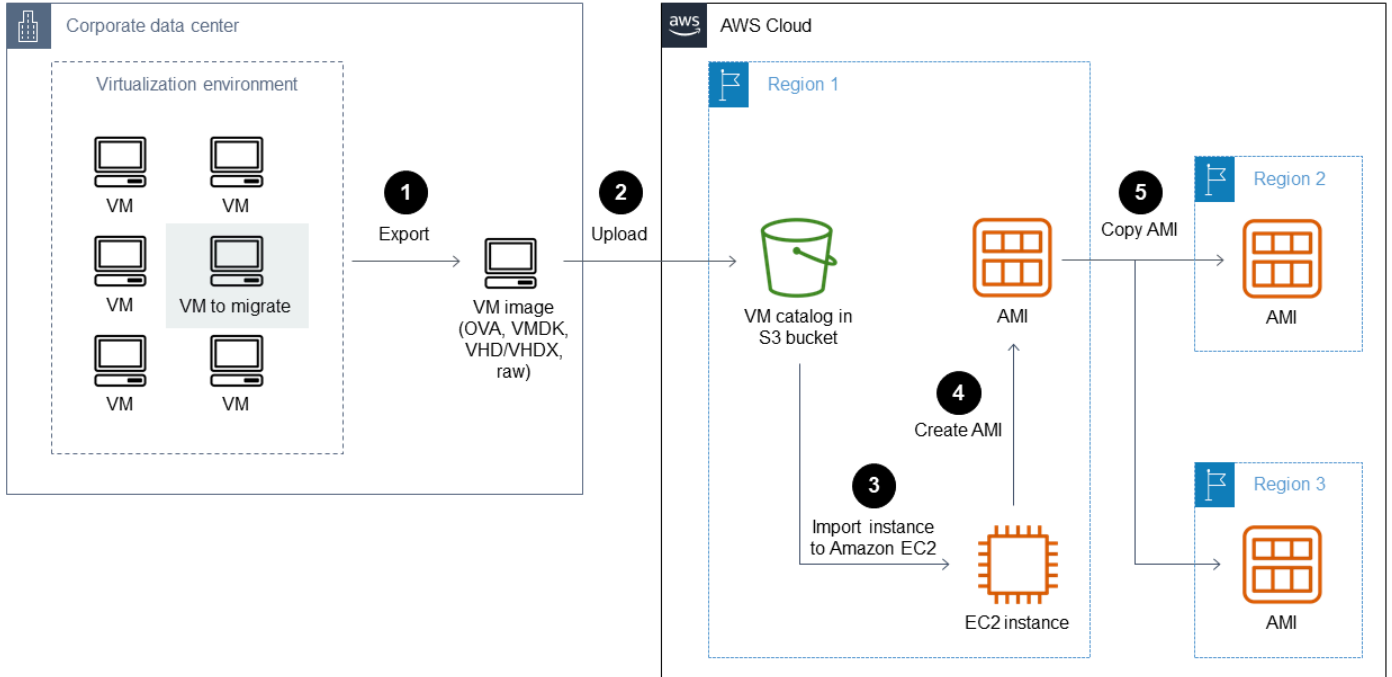 Corporate data center
Virtualization environment
VM
VM
VM
VM to migrate
VM
VM
1
Export
VM image
(OVA, VMDK,
VHD/VHDX,
raw)
2
Upload
aws
AWS Cloud
Region 1
VM catalog in
S3 bucket
3
Import instance
to Amazon EC2
EC2 instance
4
Create AMI
AMI
5
Copy AMI
Region 2
AMI
Region 3
AMI